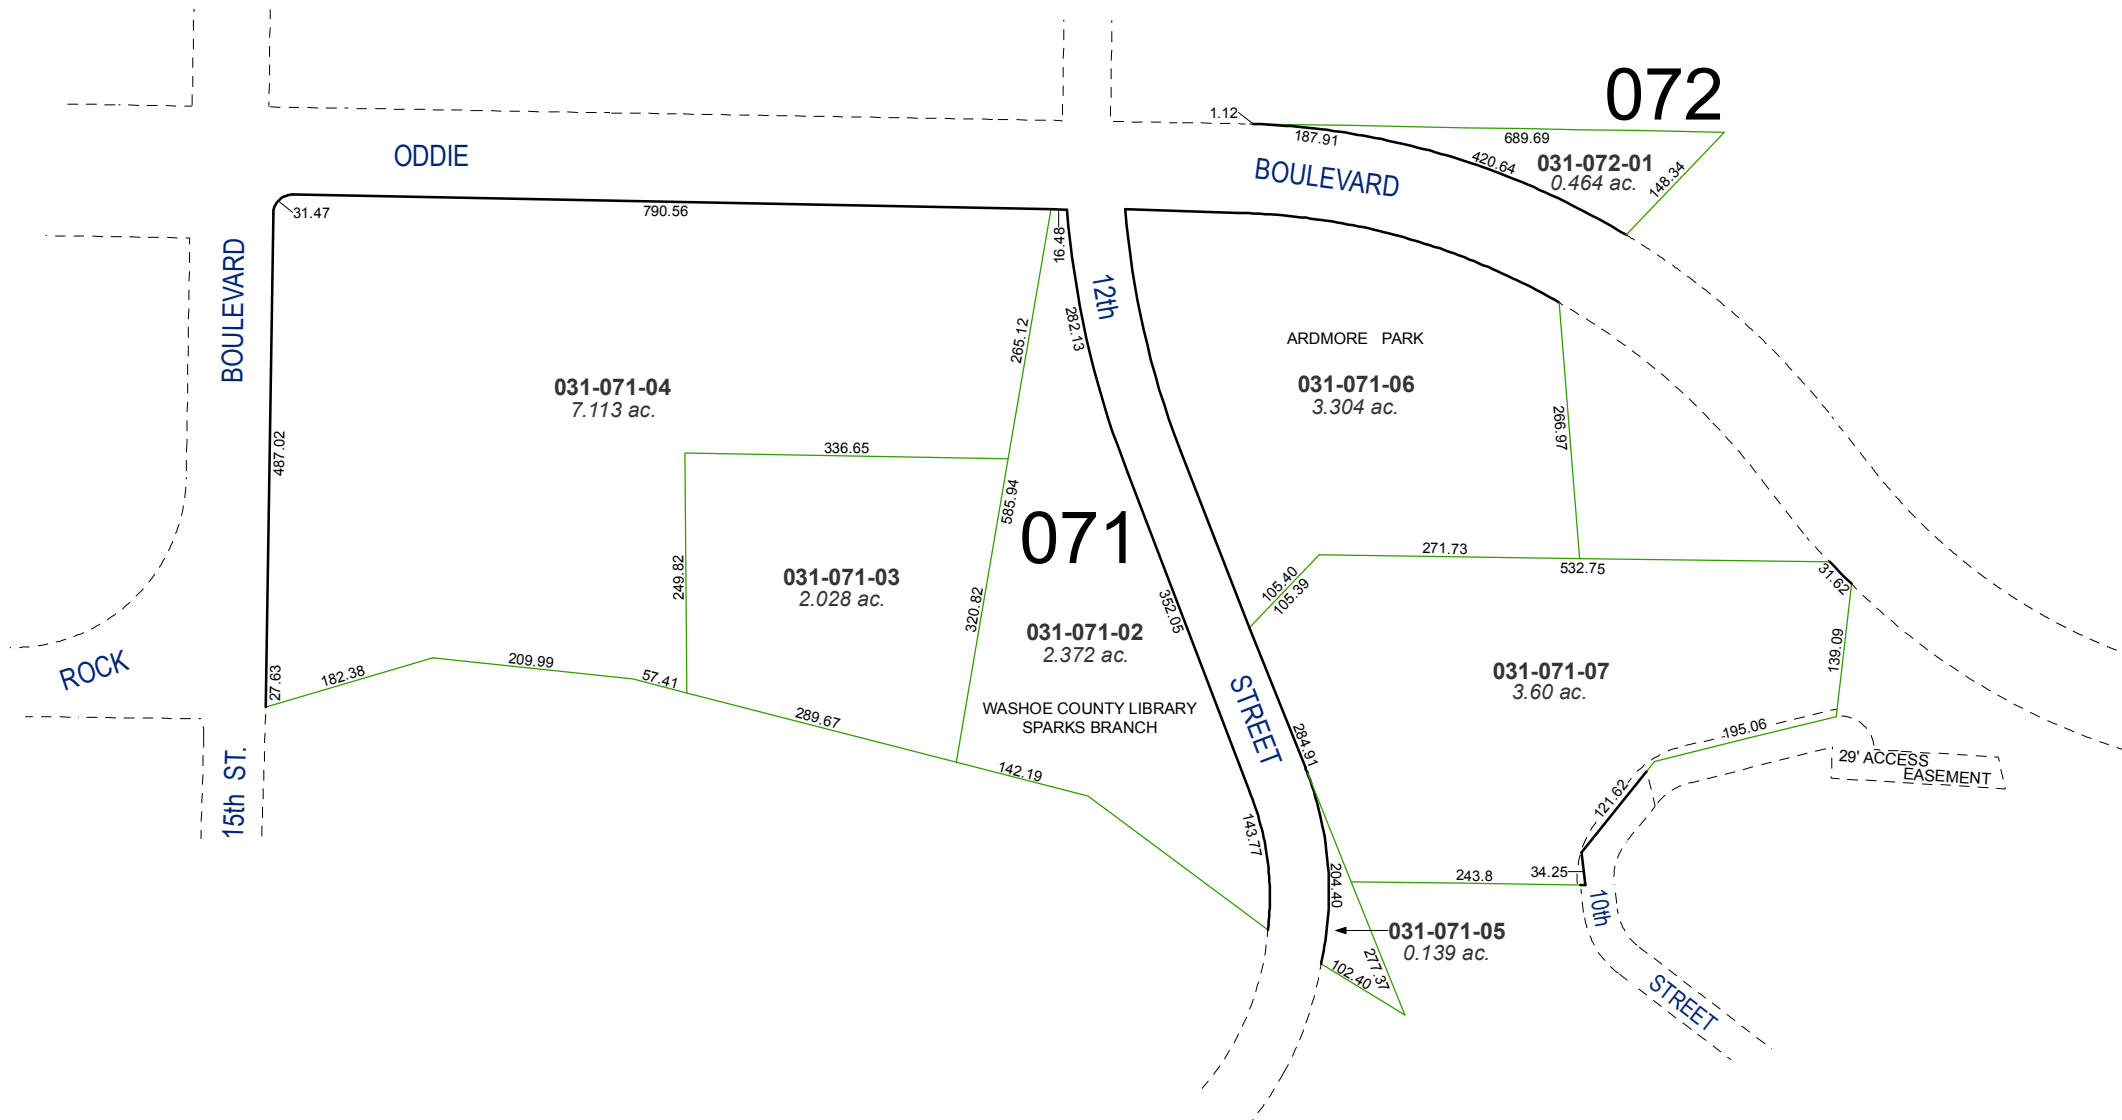 072
1.12
187.91
689.69
420.64
031-072-01
0.464 ac.
148.34
ODDIE
BOULEVARD
31.47
790.56
16.48
BOULEVARD
12th
282.13
265.12
ARDMORE PARK
031-071-06
3.304 ac.
031-071-04
7.113 ac.
266.97
487.02
336.65
585.94
071
271.73
532.75
31.62
105.40
105.39
249.82
031-071-03
2.028 ac.
320.82
352.05
031-071-02
2.372 ac.
WASHOE COUNTY LIBRARY
SPARKS BRANCH
139.09
031-071-07
3.60 ac.
ROCK
27.63
182.38
209.99
57.41
289.67
142.19
STREET
284.91
195.06
29' ACCESS
EASEMENT
15th ST.
121.62
143.77
204.40
243.8
34.25
10th
031-071-05
0.139 ac.
277.37
102.40
STREET